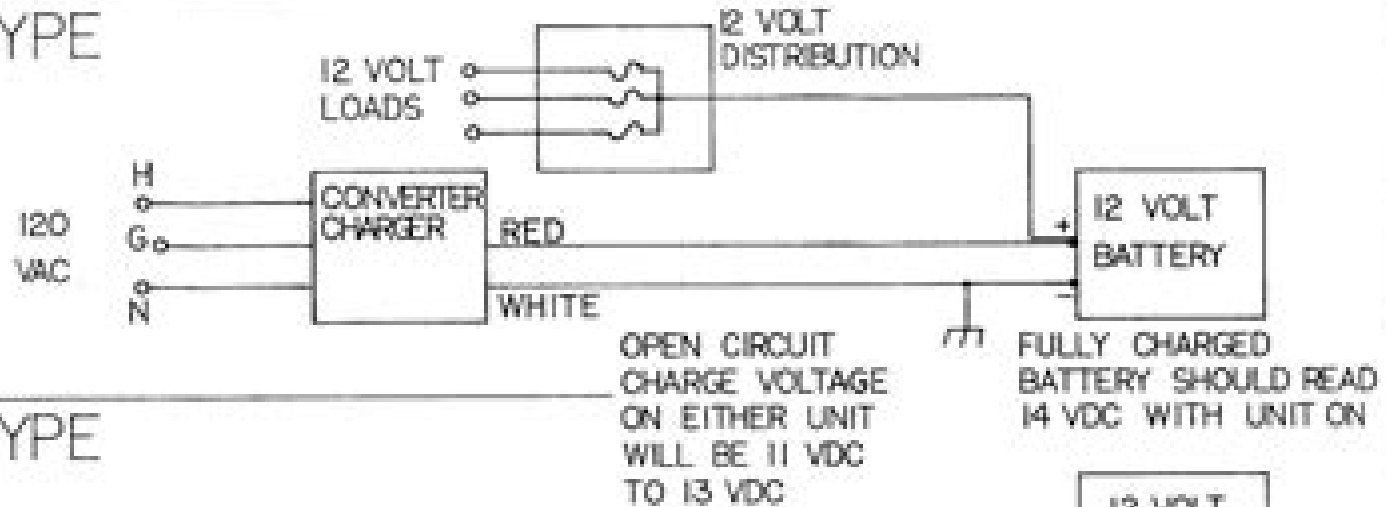 YPE
12 VOLT
DISTRIBUTION
12 VOLT
LOADS
H
120
VAC
G
N
CONVERTER
CHARGER
RED
WHITE
+
-
12 VOLT
BATTERY
OPEN CIRCUIT
CHARGE VOLTAGE
ON EITHER UNIT
WILL BE 11 VDC
TO 13 VDC
FULLY CHARGED
BATTERY SHOULD READ
14 VDC WITH UNIT ON
YPE
12 VOLT